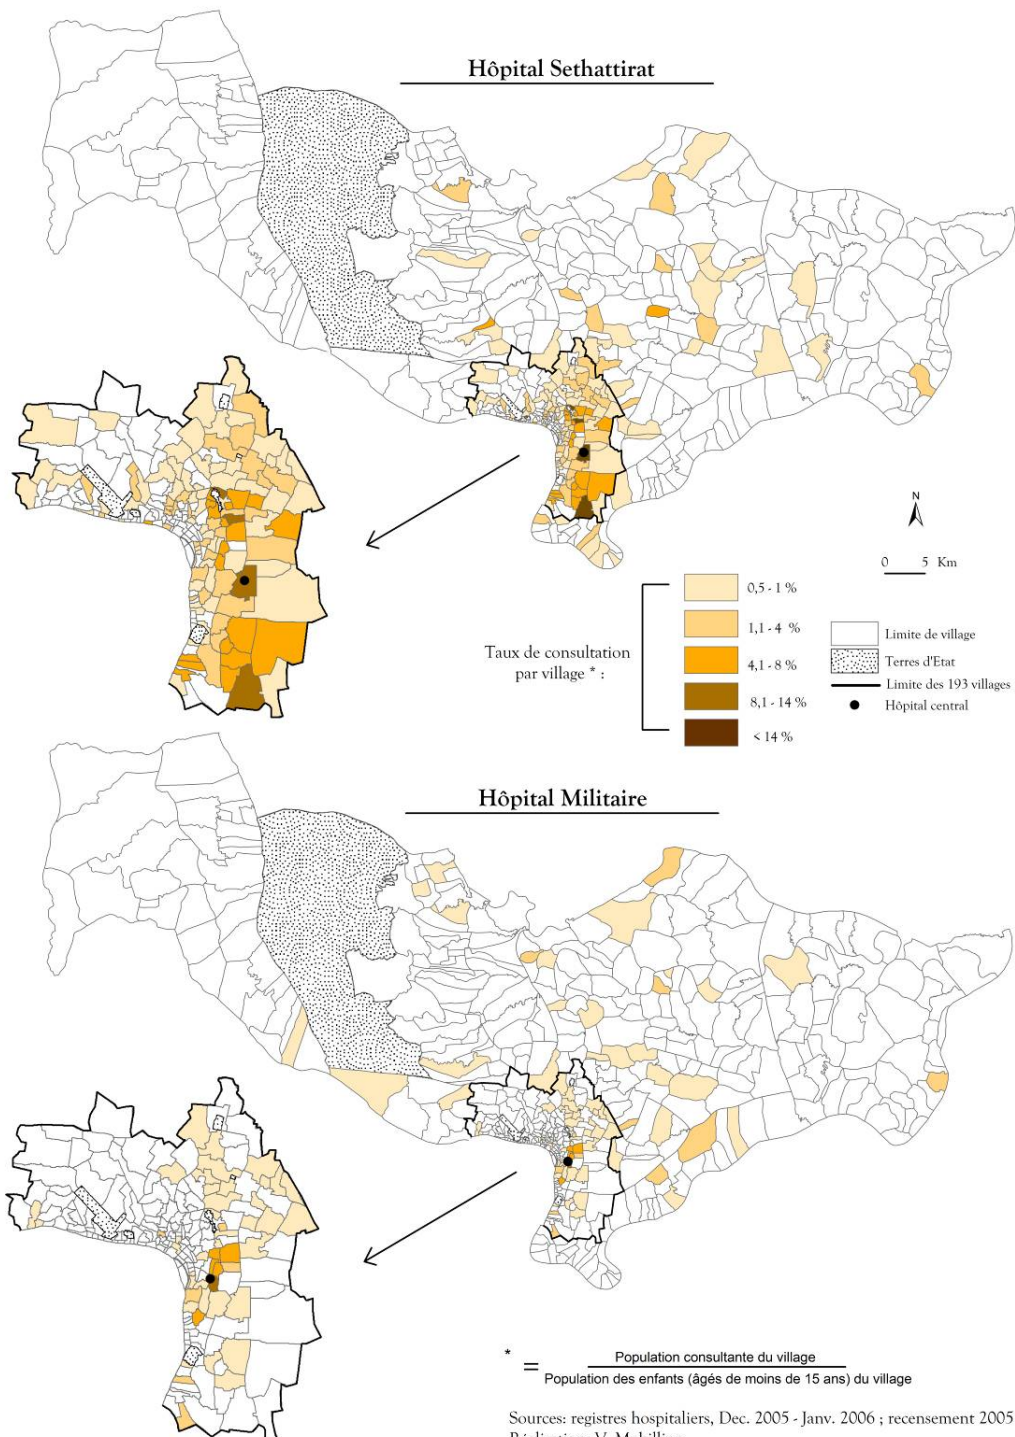 Hôpital Sethattirat
N
0 5 Km
Taux de consultation
par village * :
0,5 - 1 %
1,1 - 4 %
4,1 - 8 %
8,1 - 14 %
< 14 %
Limite de village
Terres d'Etat
Limite des 193 villages
Hôpital central
Hôpital Militaire
* = Population consultante du village
Population des enfants (âgés de moins de 15 ans) du village
Sources: registres hospitaliers, Dec. 2005 - Janv. 2006 ; recensement 2005